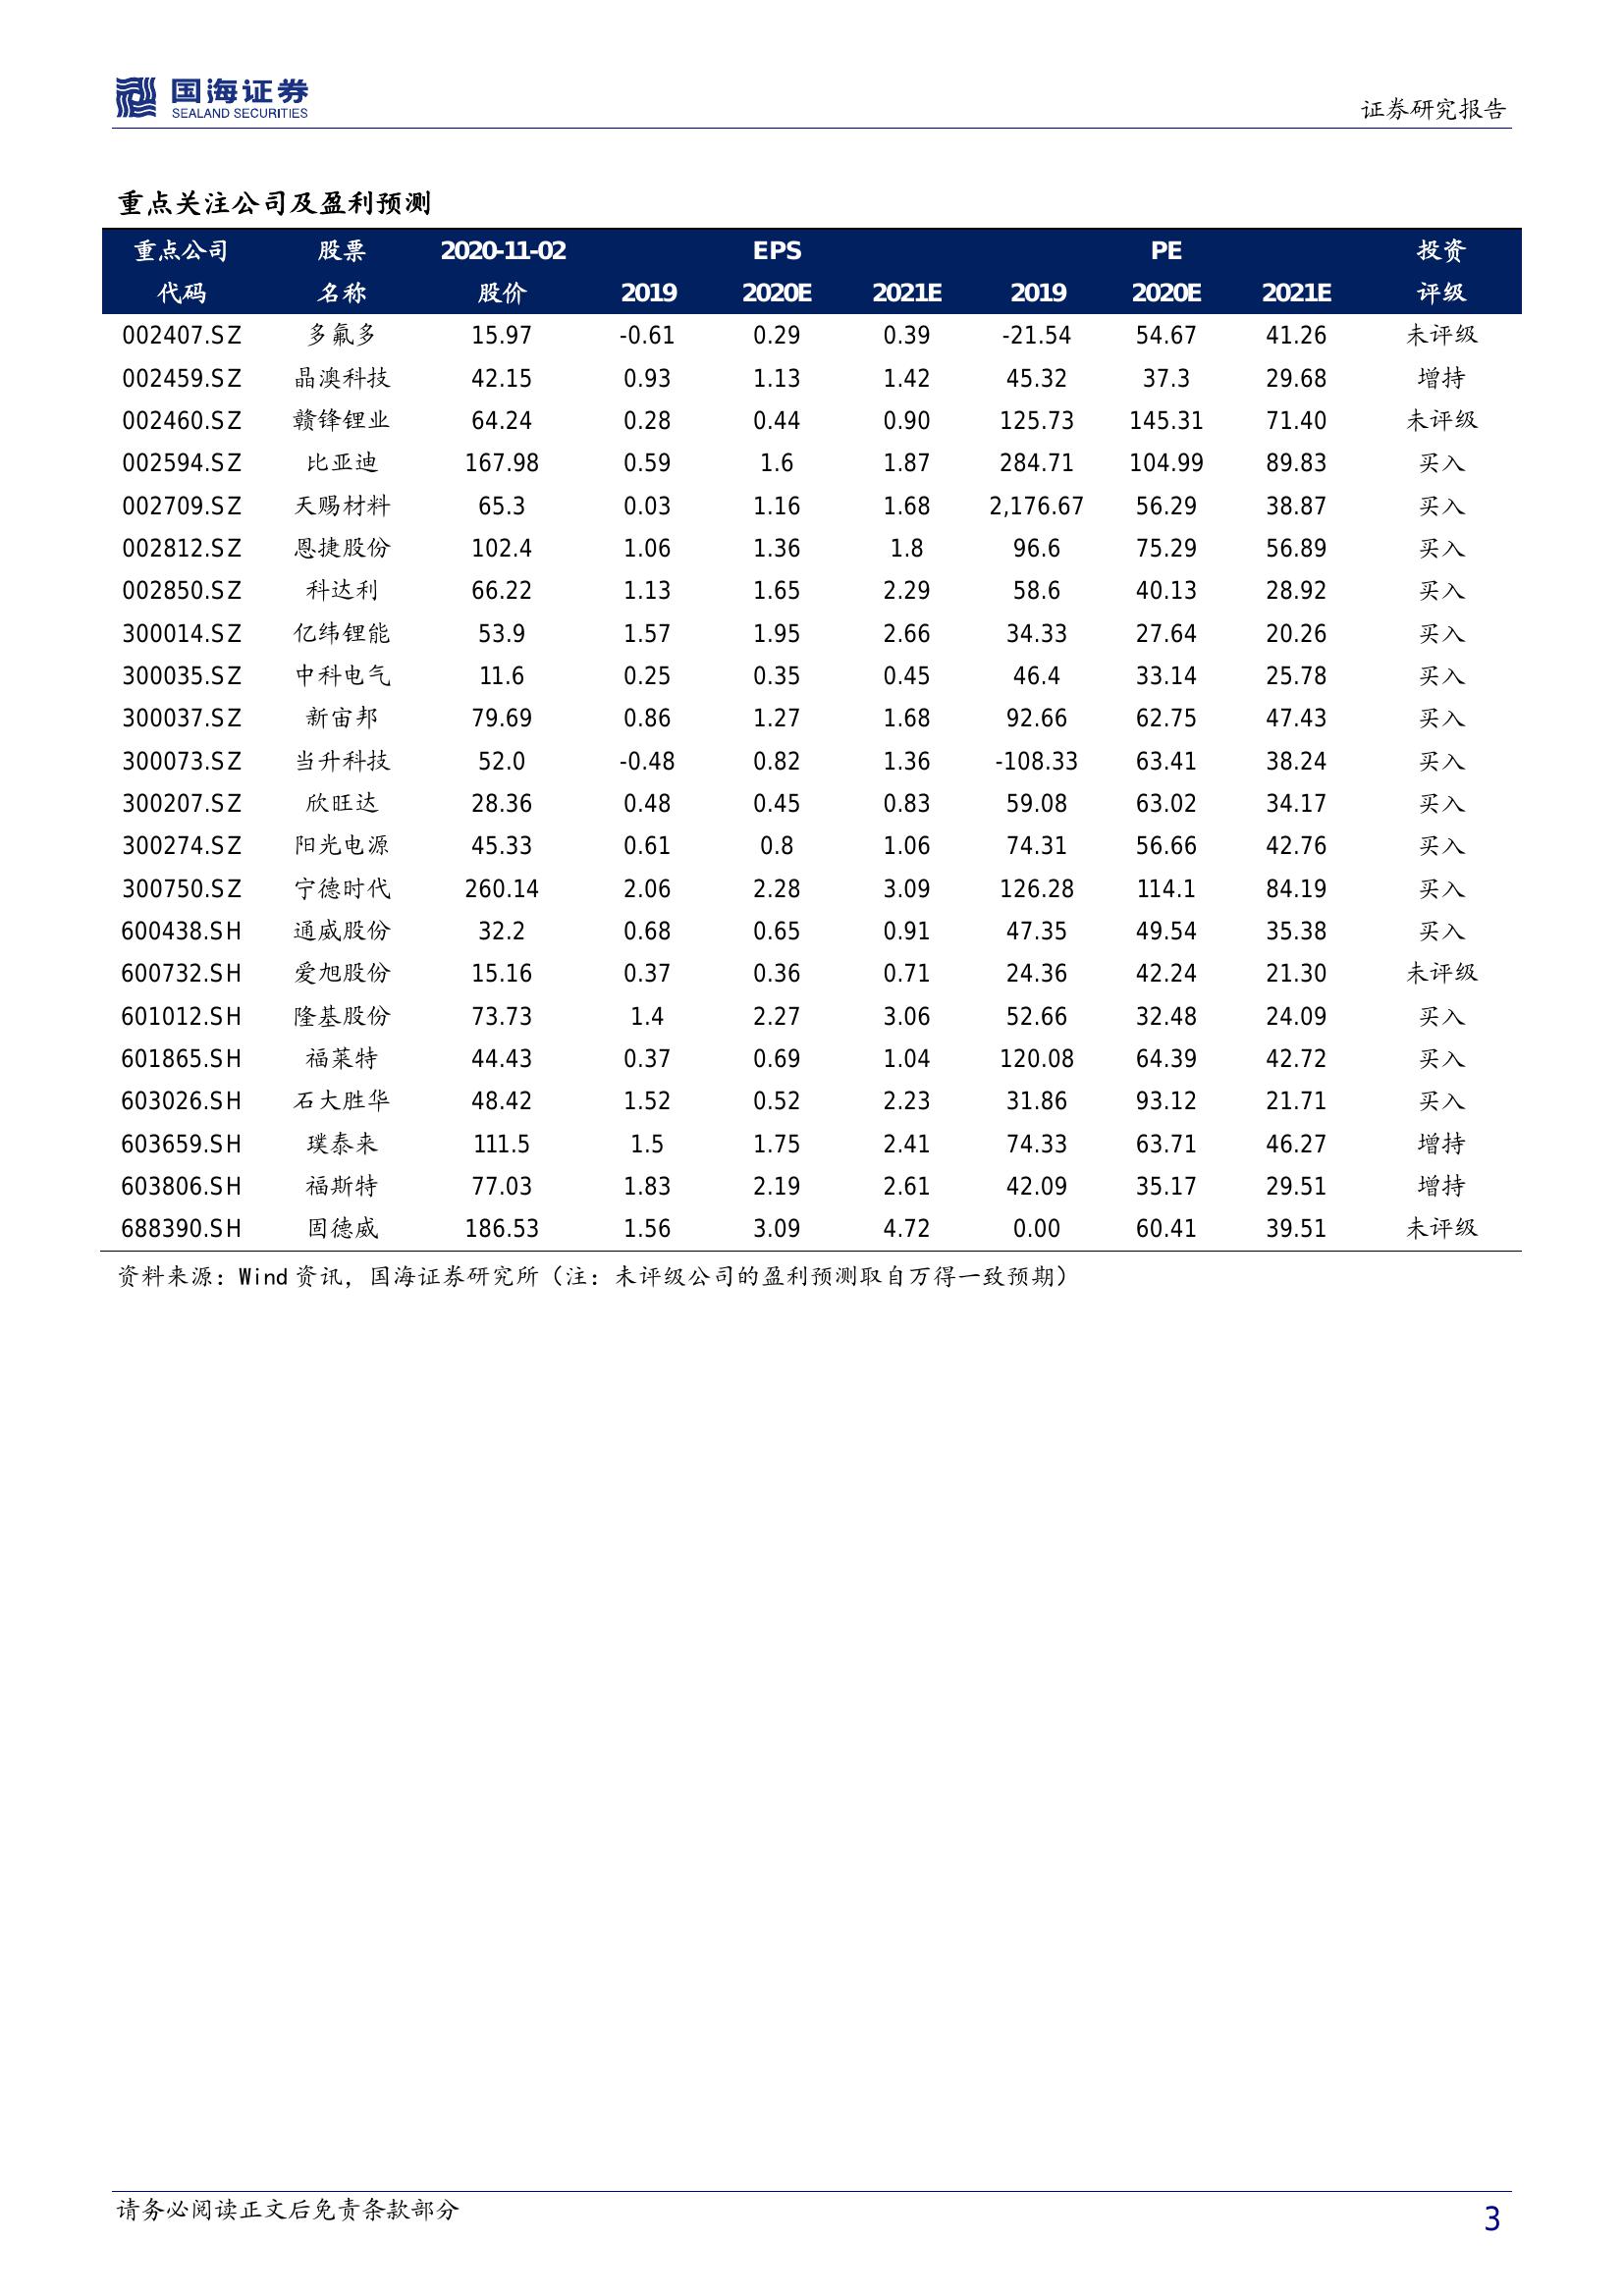 国海证券
SEALAND SECURITIES
证券研究报告
重点关注公司及盈利预测
重点公司 股票 2020-11-02 EPS PE 投资
代码 名称 股价 2019 2020E 2021E 2019 2020E 2021E 评级
002407.SZ 多氟多 15.97 -0.61 0.29 0.39 -21.54 54.67 41.26 未评级
002459.SZ 晶澳科技 42.15 0.93 1.13 1.42 45.32 37.3 29.68 增持
002460.SZ 赣锋锂业 64.24 0.28 0.44 0.90 125.73 145.31 71.40 未评级
002594.SZ 比亚迪 167.98 0.59 1.6 1.87 284.71 104.99 89.83 买入
002709.SZ 天赐材料 65.3 0.03 1.16 1.68 2,176.67 56.29 38.87 买入
002812.SZ 恩捷股份 102.4 1.06 1.36 1.8 96.6 75.29 56.89 买入
002850.SZ 科达利 66.22 1.13 1.65 2.29 58.6 40.13 28.92 买入
300014.SZ 亿纬锂能 53.9 1.57 1.95 2.66 34.33 27.64 20.26 买入
300035.SZ 中科电气 11.6 0.25 0.35 0.45 46.4 33.14 25.78 买入
300037.SZ 新宙邦 79.69 0.86 1.27 1.68 92.66 62.75 47.43 买入
300073.SZ 当升科技 52.0 -0.48 0.82 1.36 -108.33 63.41 38.24 买入
300207.SZ 欣旺达 28.36 0.48 0.45 0.83 59.08 63.02 34.17 买入
300274.SZ 阳光电源 45.33 0.61 0.8 1.06 74.31 56.66 42.76 买入
300750.SZ 宁德时代 260.14 2.06 2.28 3.09 126.28 114.1 84.19 买入
600438.SH 通威股份 32.2 0.68 0.65 0.91 47.35 49.54 35.38 买入
600732.SH 爱旭股份 15.16 0.37 0.36 0.71 24.36 42.24 21.30 未评级
601012.SH 隆基股份 73.73 1.4 2.27 3.06 52.66 32.48 24.09 买入
601865.SH 福莱特 44.43 0.37 0.69 1.04 120.08 64.39 42.72 买入
603026.SH 石大胜华 48.42 1.52 0.52 2.23 31.86 93.12 21.71 买入
603659.SH 璞泰来 111.5 1.5 1.75 2.41 74.33 63.71 46.27 增持
603806.SH 福斯特 77.03 1.83 2.19 2.61 42.09 35.17 29.51 增持
688390.SH 固德威 186.53 1.56 3.09 4.72 0.00 60.41 39.51 未评级
资料来源：Wind 资讯，国海证券研究所（注：未评级公司的盈利预测取自万得一致预期）
请务必阅读正文后免责条款部分
3